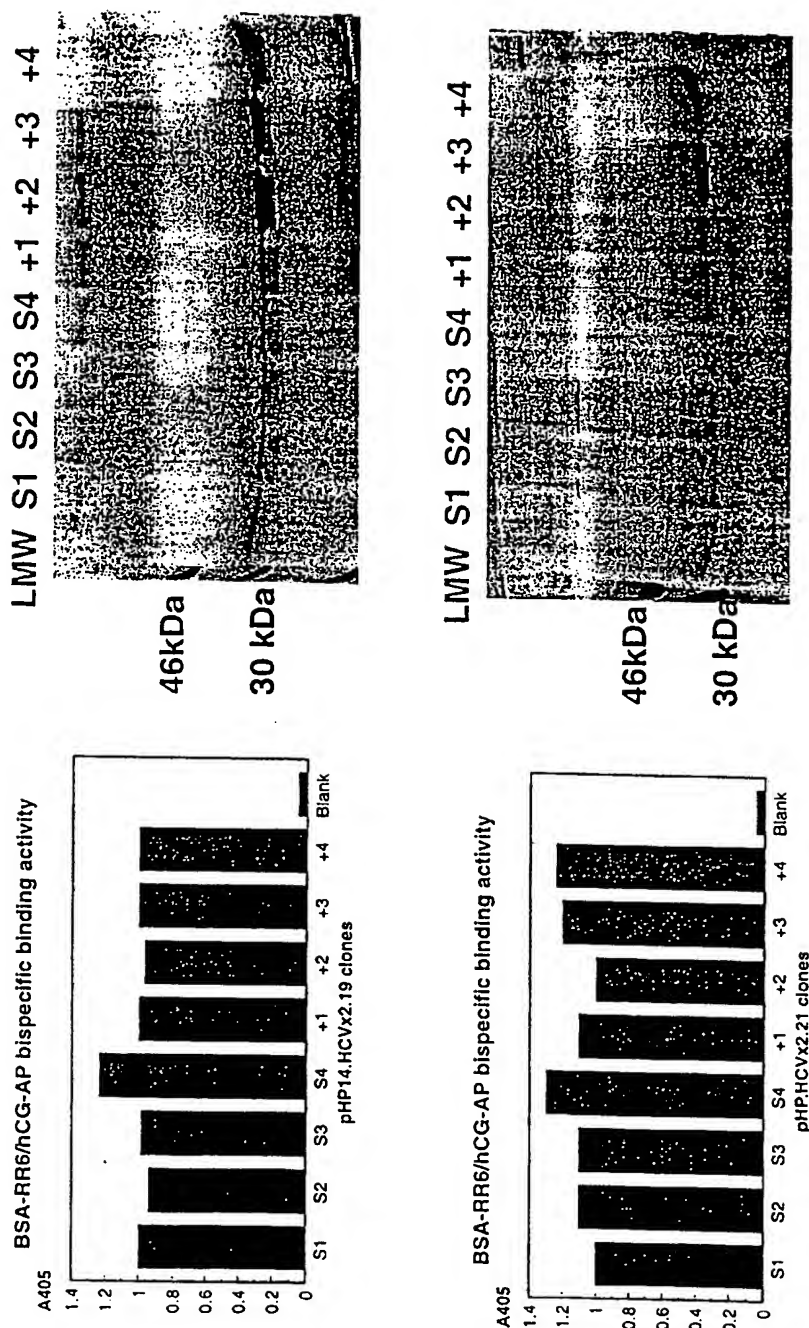 LMW S1 S2 S3 S4 +1 +2 +3 +4
46kDa
30 kDa
BSA-RR6/hCG-AP bispecific binding activity
A405
1.4
1.2
1
0.8
0.6
0.4
0.2
0
S1 S2 S3 S4 +1 +2 +3 +4 Blank
pHP14.HCVx2.19 clones
LMW S1 S2 S3 S4 +1 +2 +3 +4
46kDa
30 kDa
BSA-RR6/hCG-AP bispecific binding activity
A405
1.4
1.2
1
0.8
0.6
0.4
0.2
0
S1 S2 S3 S4 +1 +2 +3 +4 Blank
pHP.HCVx2.21 clones